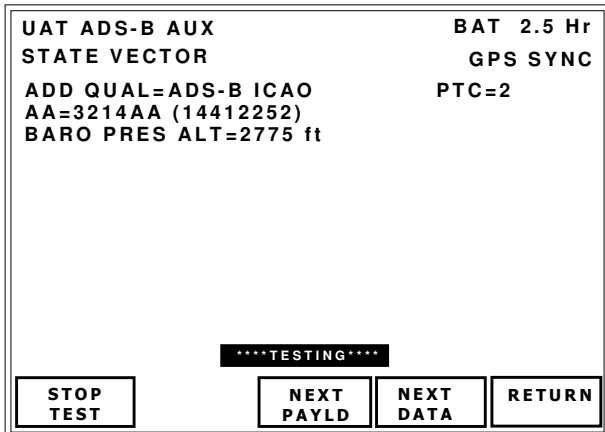 UAT ADS-B AUX BAT 2.5 Hr
STATE VECTOR GPS SYNC
ADD QUAL=ADS-B ICAO PTC=2
AA=3214AA (14412252)
BARO PRES ALT=2775 ft
****TESTING****
STOP TEST
NEXT PAYLD
NEXT DATA
RETURN